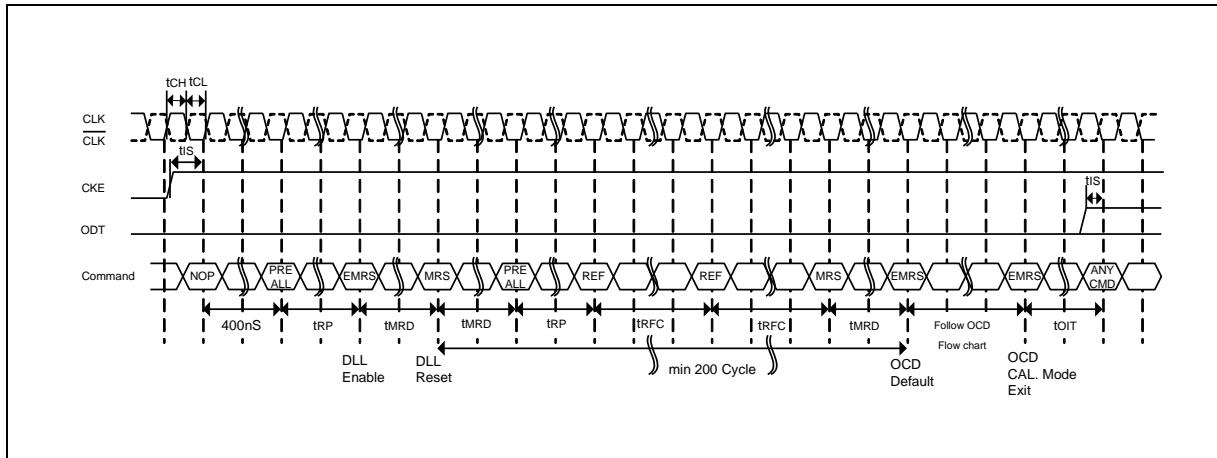 tCH tCL
CLK
CLK
tIS
CKE
tIS
ODT
Command NOP PRE ALL EMRS MRS PRE ALL REF REF MRS EMRS EMRS ANY CMD
400nS tRP tMRD tMRD tRP tRFC tRFC tMRD Follow OCD Flow chart tOIT
DLL Enable
DLL Reset
min 200 Cycle
OCD Default
OCD CAL. Mode Exit